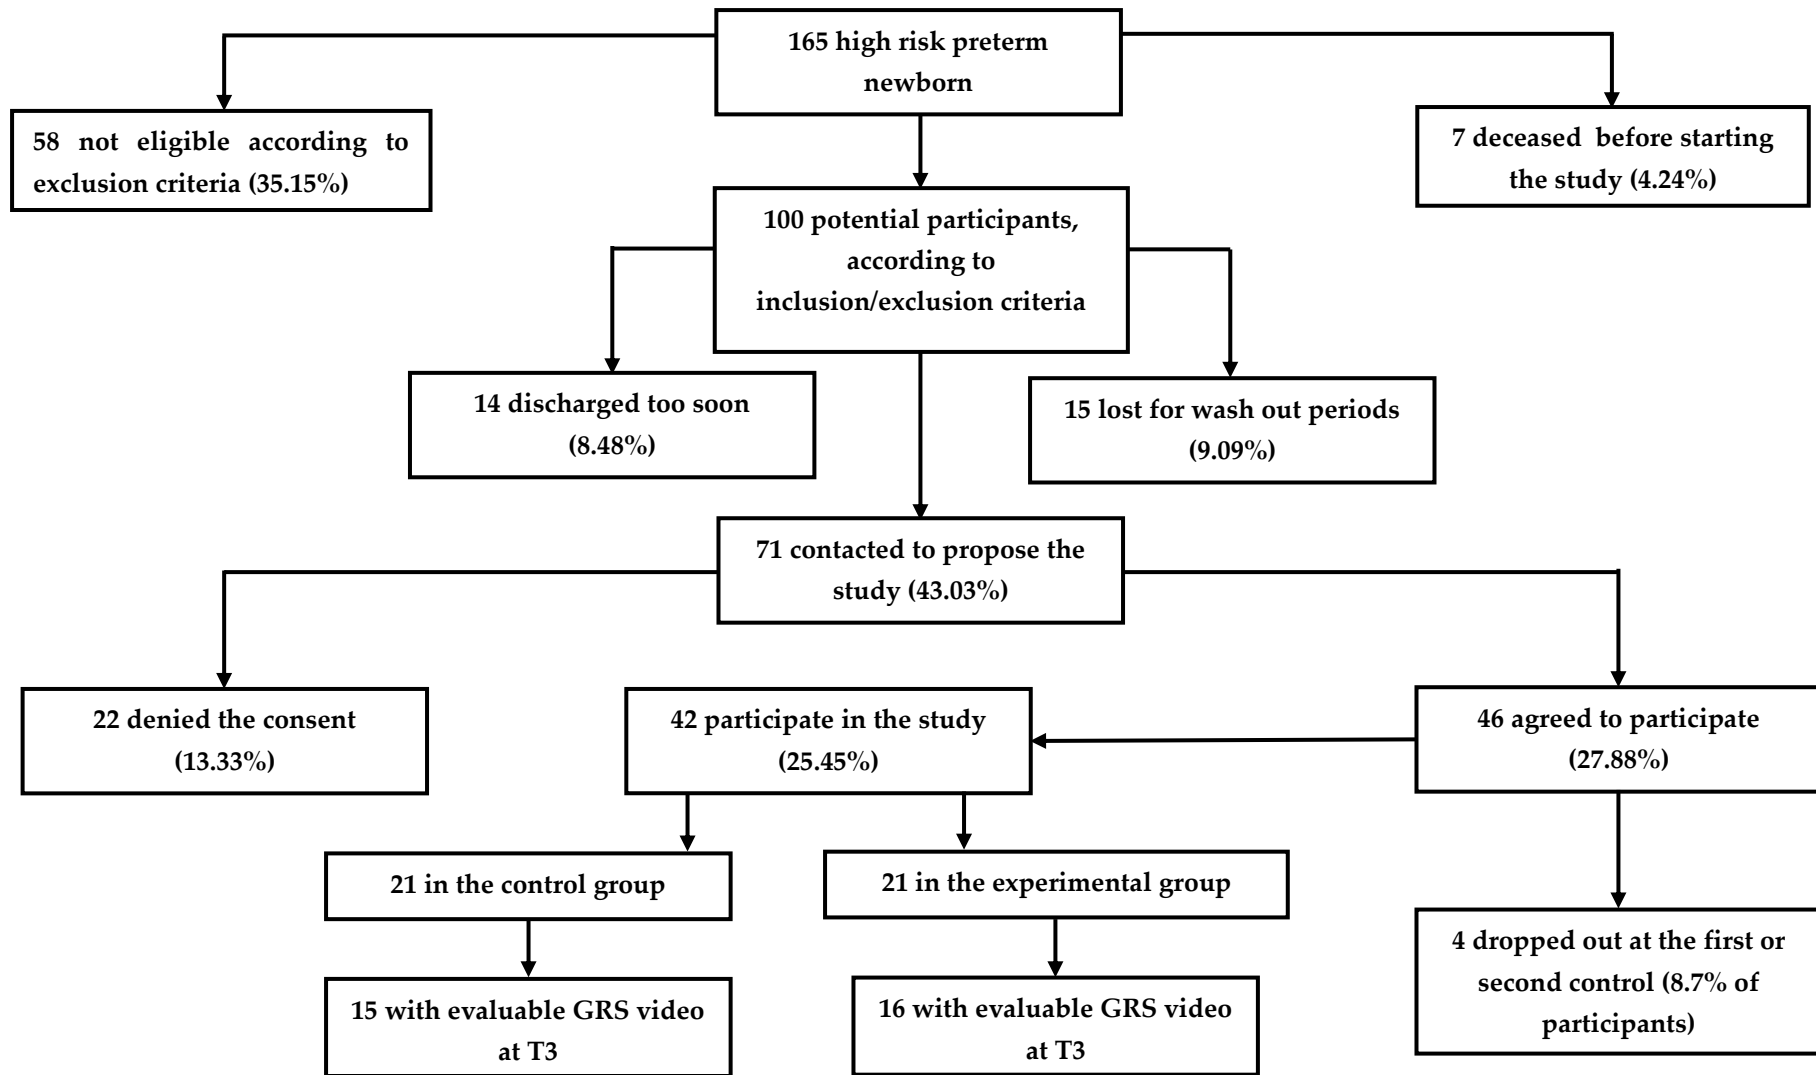 165 high risk preterm
newborn
58 not eligible according to
exclusion criteria (35.15%)
7 deceased before starting
the study (4.24%)
100 potential participants,
according to
inclusion/exclusion criteria
14 discharged too soon
(8.48%)
15 lost for wash out periods
(9.09%)
71 contacted to propose the
study (43.03%)
22 denied the consent
(13.33%)
42 participate in the study
(25.45%)
46 agreed to participate
(27.88%)
21 in the control group
21 in the experimental group
4 dropped out at the first or
second control (8.7% of
participants)
15 with evaluable GRS video
at T3
16 with evaluable GRS video
at T3